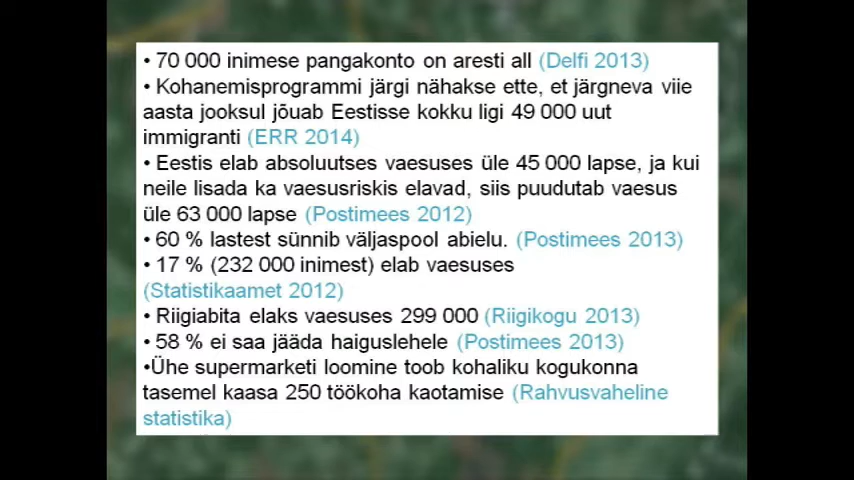 • 70 000 inimese pangakonto on aresti all (Delfi 2013)
• Kohanemisprogrammi järgi nähakse ette, et järgneva viie
aasta jooksul jõuab Eestisse kokku ligi 49 000 uut
immigranti (ERR 2014)
• Eestis elab absoluutses vaesuses üle 45 000 lapse, ja kui
neile lisada ka vaesusriskis elavad, siis puudutab vaesus
üle 63 000 lapse (Postimees 2012)
• 60 % lastest sünnib väljaspool abielu. (Postimees 2013)
• 17 % (232 000 inimest) elab vaesuses
(Statistikaamet 2012)
• Riigiabita elaks vaesuses 299 000 (Riigikogu 2013)
• 58 % ei saa jääda haiguslehele (Postimees 2013)
•Ühe supermarketi loomine toob kohaliku kogukonna
tasemel kaasa 250 töökoha kaotamise (Rahvusvaheline
statistika)